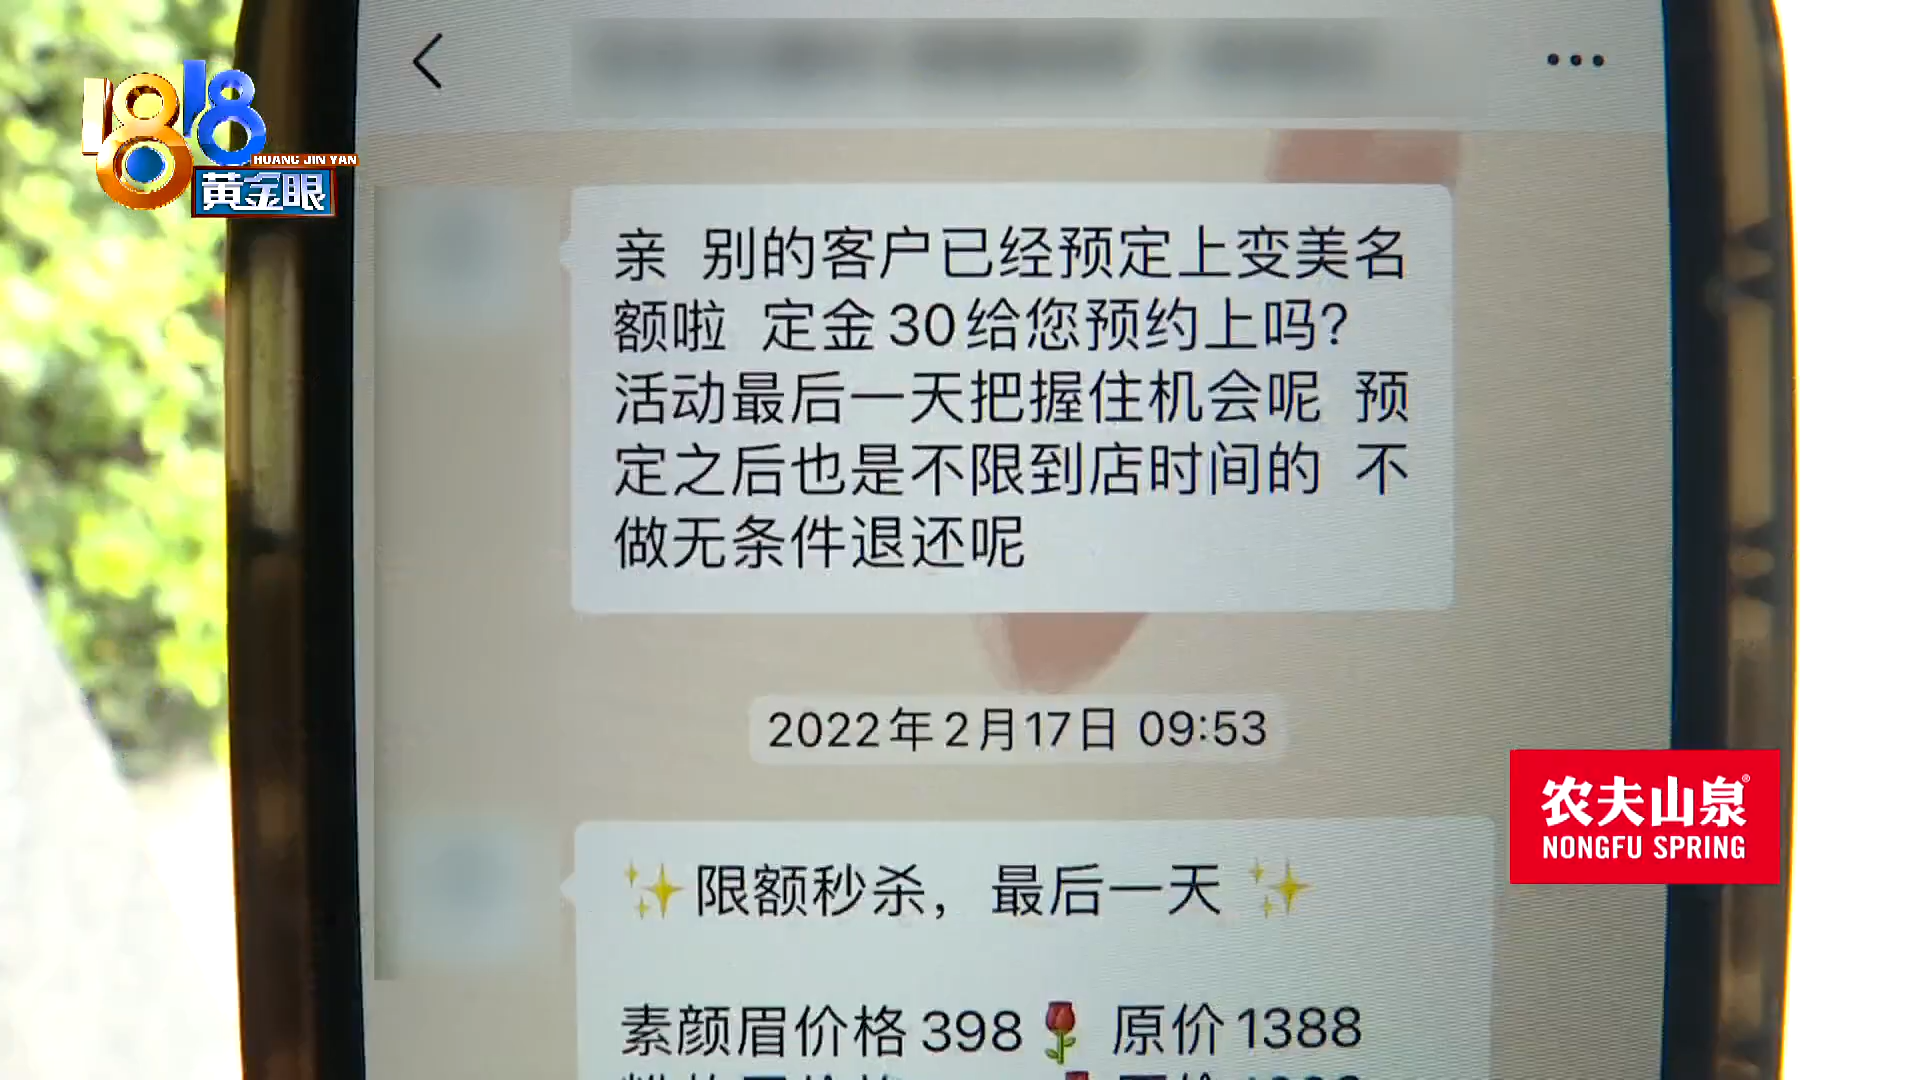 1818
HUANG JIN YAN
黄金眼
亲 别的客户已经预定上变美名
额啦 定金30给您预约上吗?
活动最后一天把握住机会呢 预
定之后也是不限到店时间的 不
做无条件退还呢
2022年2月17日 09:53
农夫山泉®
NONGFU SPRING
✨限额秒杀，最后一天✨
素颜眉价格398🌹 原价1388